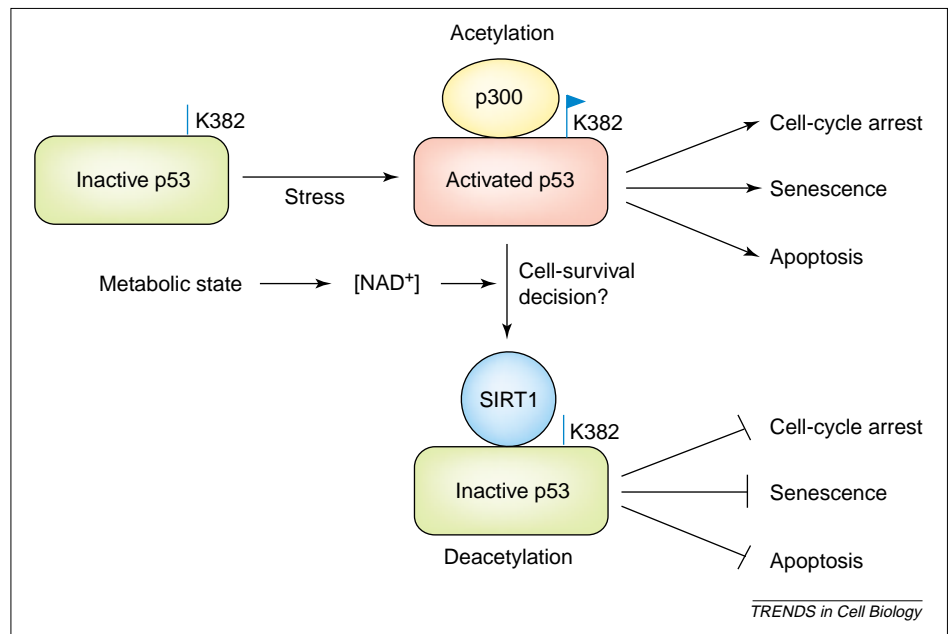 Acetylation
p300
K382
K382
Inactive p53
Stress
Activated p53
Cell-cycle arrest
Senescence
Apoptosis
Metabolic state
[NAD+]
Cell-survival
decision?
SIRT1
K382
Inactive p53
Deacetylation
Cell-cycle arrest
Senescence
Apoptosis
TRENDS in Cell Biology